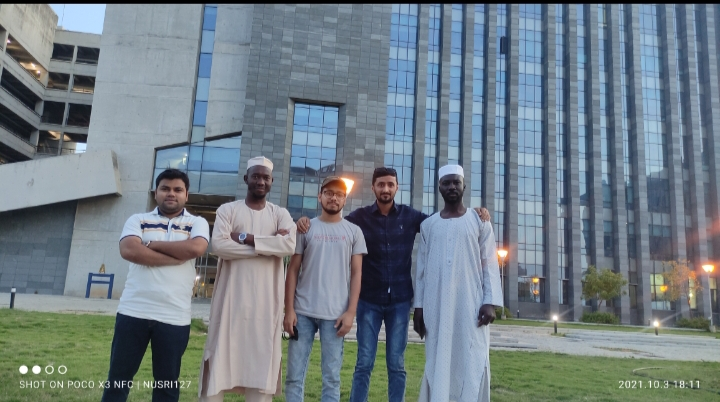 SHOT ON POCO X3 NFC | NUSRI127
2021.10.3 18:11